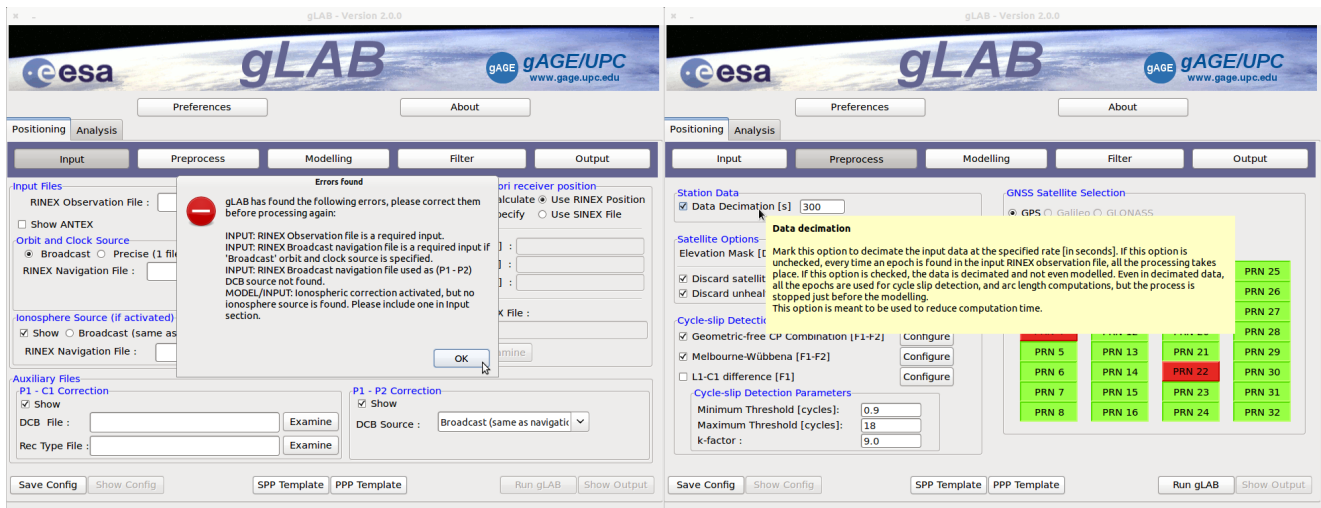 gLAB - Version 2.0.0
esa
gLAB
gAGE
gAGE/UPC
www.gage.upc.edu
Preferences
About
Positioning
Analysis
Input
Preprocess
Modelling
Filter
Output
Input Files
ori receiver position
RINEX Observation File :
alculate
Use RINEX Position
Show ANTEX
ecify
Use SINEX File
Orbit and Clock Source
Broadcast
Precise (1 file
] :
RINEX Navigation File :
] :
] :
Ionosphere Source (if activated)
X File :
Show
Broadcast (same as
RINEX Navigation File :
amine
Errors found
gLAB has found the following errors, please correct them
before processing again:
INPUT: RINEX Observation file is a required input.
INPUT: RINEX Broadcast navigation file is a required input if
'Broadcast' orbit and clock source is specified.
INPUT: RINEX Broadcast navigation file used as (P1 - P2)
DCB source not found.
MODEL/INPUT: Ionospheric correction activated, but no
ionosphere source is found. Please include one in Input
section.
OK
Auxiliary Files
P1 - C1 Correction
Show
DCB File :
Examine
Rec Type File :
Examine
P1 - P2 Correction
Show
DCB Source :
Broadcast (same as navigatic
Save Config
Show Config
SPP Template
PPP Template
Run gLAB
Show Output
gLAB - Version 2.0.0
esa
gLAB
gAGE
gAGE/UPC
www.gage.upc.edu
Preferences
About
Positioning
Analysis
Input
Preprocess
Modelling
Filter
Output
Station Data
Data Decimation [s]
300
GNSS Satellite Selection
GPS
Galileo
GLONASS
Satellite Options
Elevation Mask [D
Discard satellit
Discard unheal
Data decimation
Mark this option to decimate the input data at the specified rate [in seconds]. If this option is
unchecked, every time an epoch is found in the input RINEX observation file, all the processing takes
place. If this option is checked, the data is decimated and not even modelled. Even in decimated data,
all the epochs are used for cycle slip detection, and arc length computations, but the process is
stopped just before the modelling.
This option is meant to be used to reduce computation time.
PRN 25
PRN 26
PRN 27
PRN 28
Cycle-slip Detectio
Geometric-free CP Combination [F1-F2]
Configure
Melbourne-Wübbena [F1-F2]
Configure
L1-C1 difference [F1]
Configure
Cycle-slip Detection Parameters
Minimum Threshold [cycles]:
0.9
Maximum Threshold [cycles]:
18
k-factor :
9.0
PRN 5
PRN 13
PRN 21
PRN 29
PRN 6
PRN 14
PRN 22
PRN 30
PRN 7
PRN 15
PRN 23
PRN 31
PRN 8
PRN 16
PRN 24
PRN 32
Save Config
Show Config
SPP Template
PPP Template
Run gLAB
Show Output